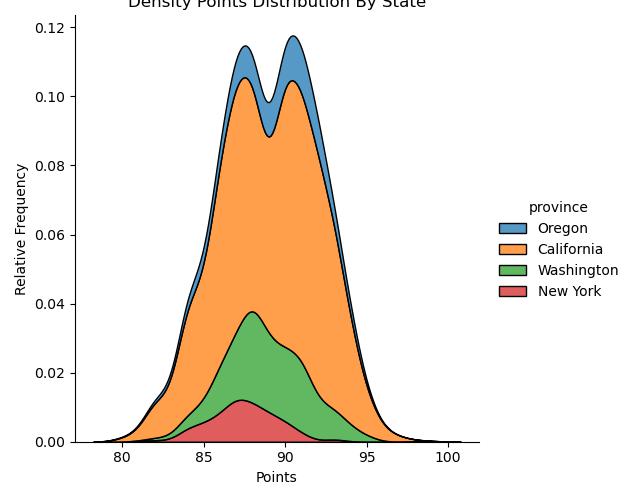 Density Points Distribution By State
0.12
0.10
0.08
0.06
0.04
0.02
0.00
Relative Frequency
80 85 90 95 100
Points
province
Oregon
California
Washington
New York